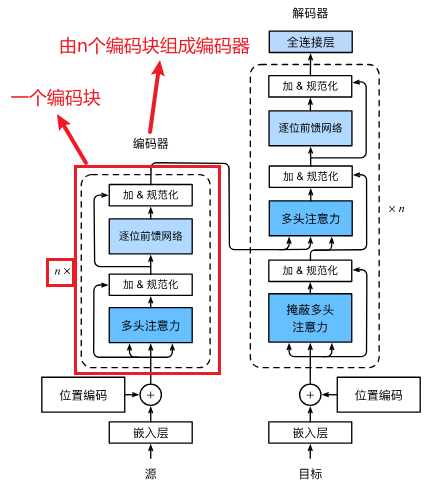 解码器
全连接层
由n个编码块组成编码器
加 & 规范化
一个编码块
逐位前馈网络
编码器
加 & 规范化
加 & 规范化
多头注意力
× n
逐位前馈网络
n ×
加 & 规范化
加 & 规范化
多头注意力
掩蔽多头
注意力
位置编码
+
+
位置编码
嵌入层
嵌入层
源
目标